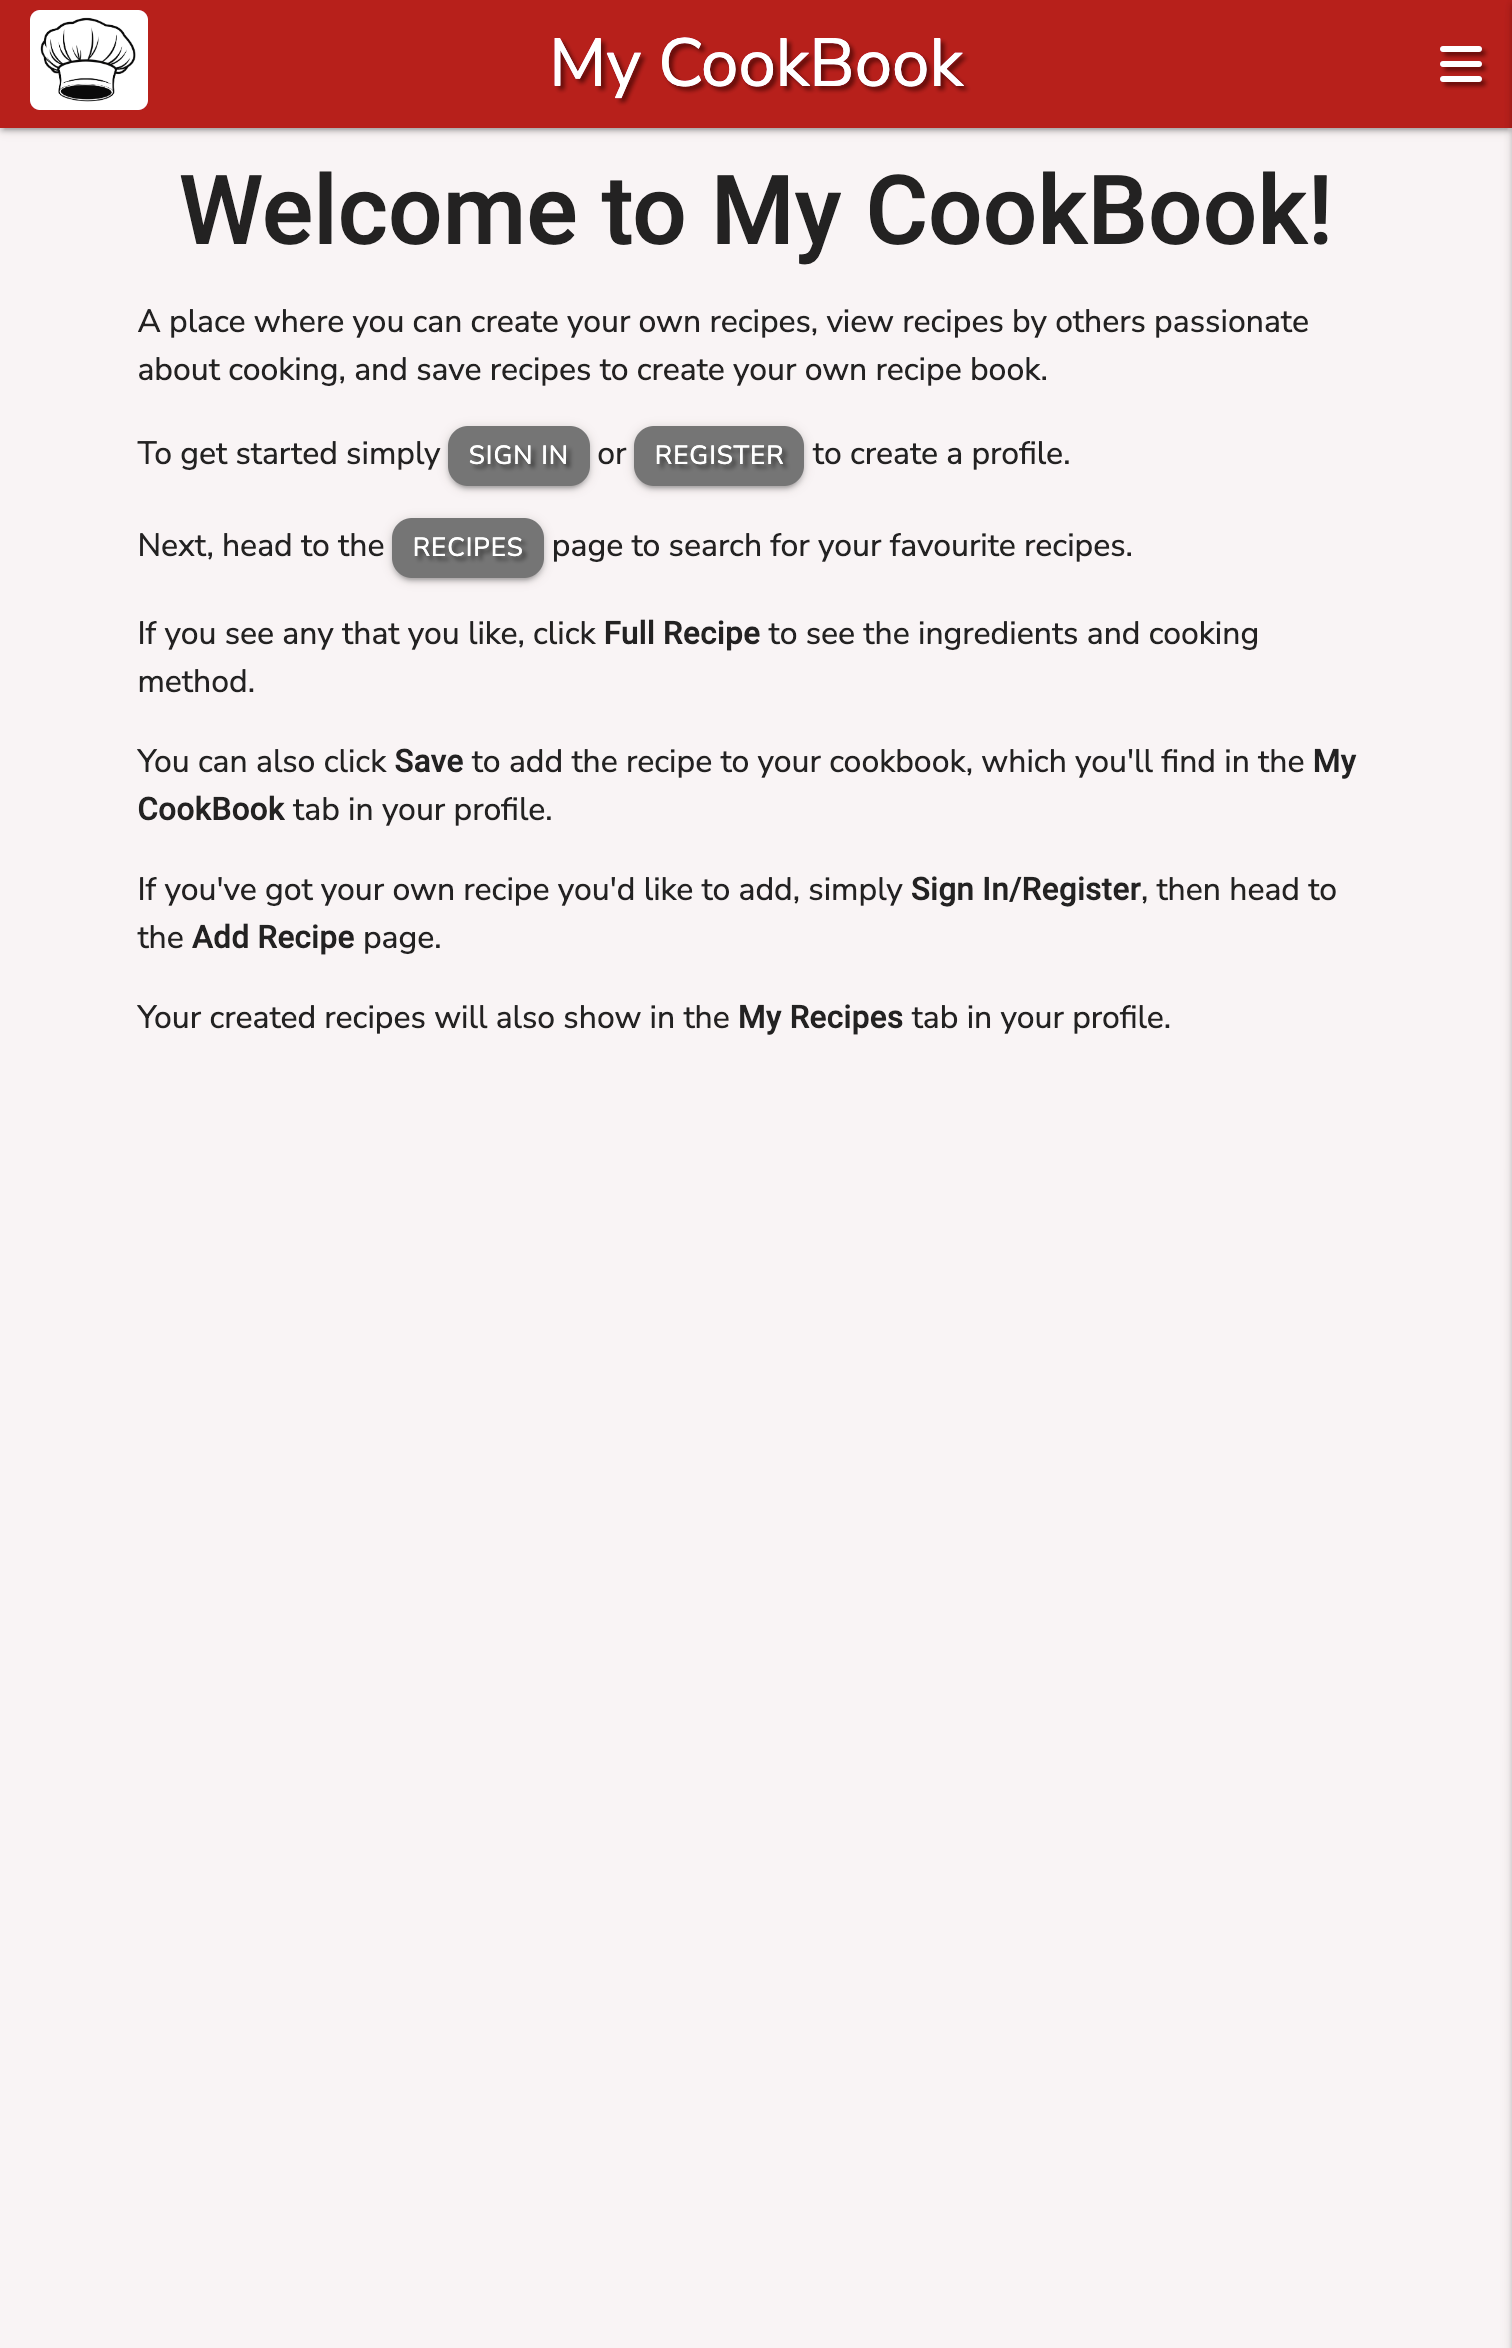 My CookBook
Welcome to My CookBook!
A place where you can create your own recipes, view recipes by others passionate
about cooking, and save recipes to create your own recipe book.
To get started simply SIGN IN or REGISTER to create a profile.
Next, head to the RECIPES page to search for your favourite recipes.
If you see any that you like, click Full Recipe to see the ingredients and cooking
method.
You can also click Save to add the recipe to your cookbook, which you'll find in the My
CookBook tab in your profile.
If you've got your own recipe you'd like to add, simply Sign In/Register, then head to
the Add Recipe page.
Your created recipes will also show in the My Recipes tab in your profile.